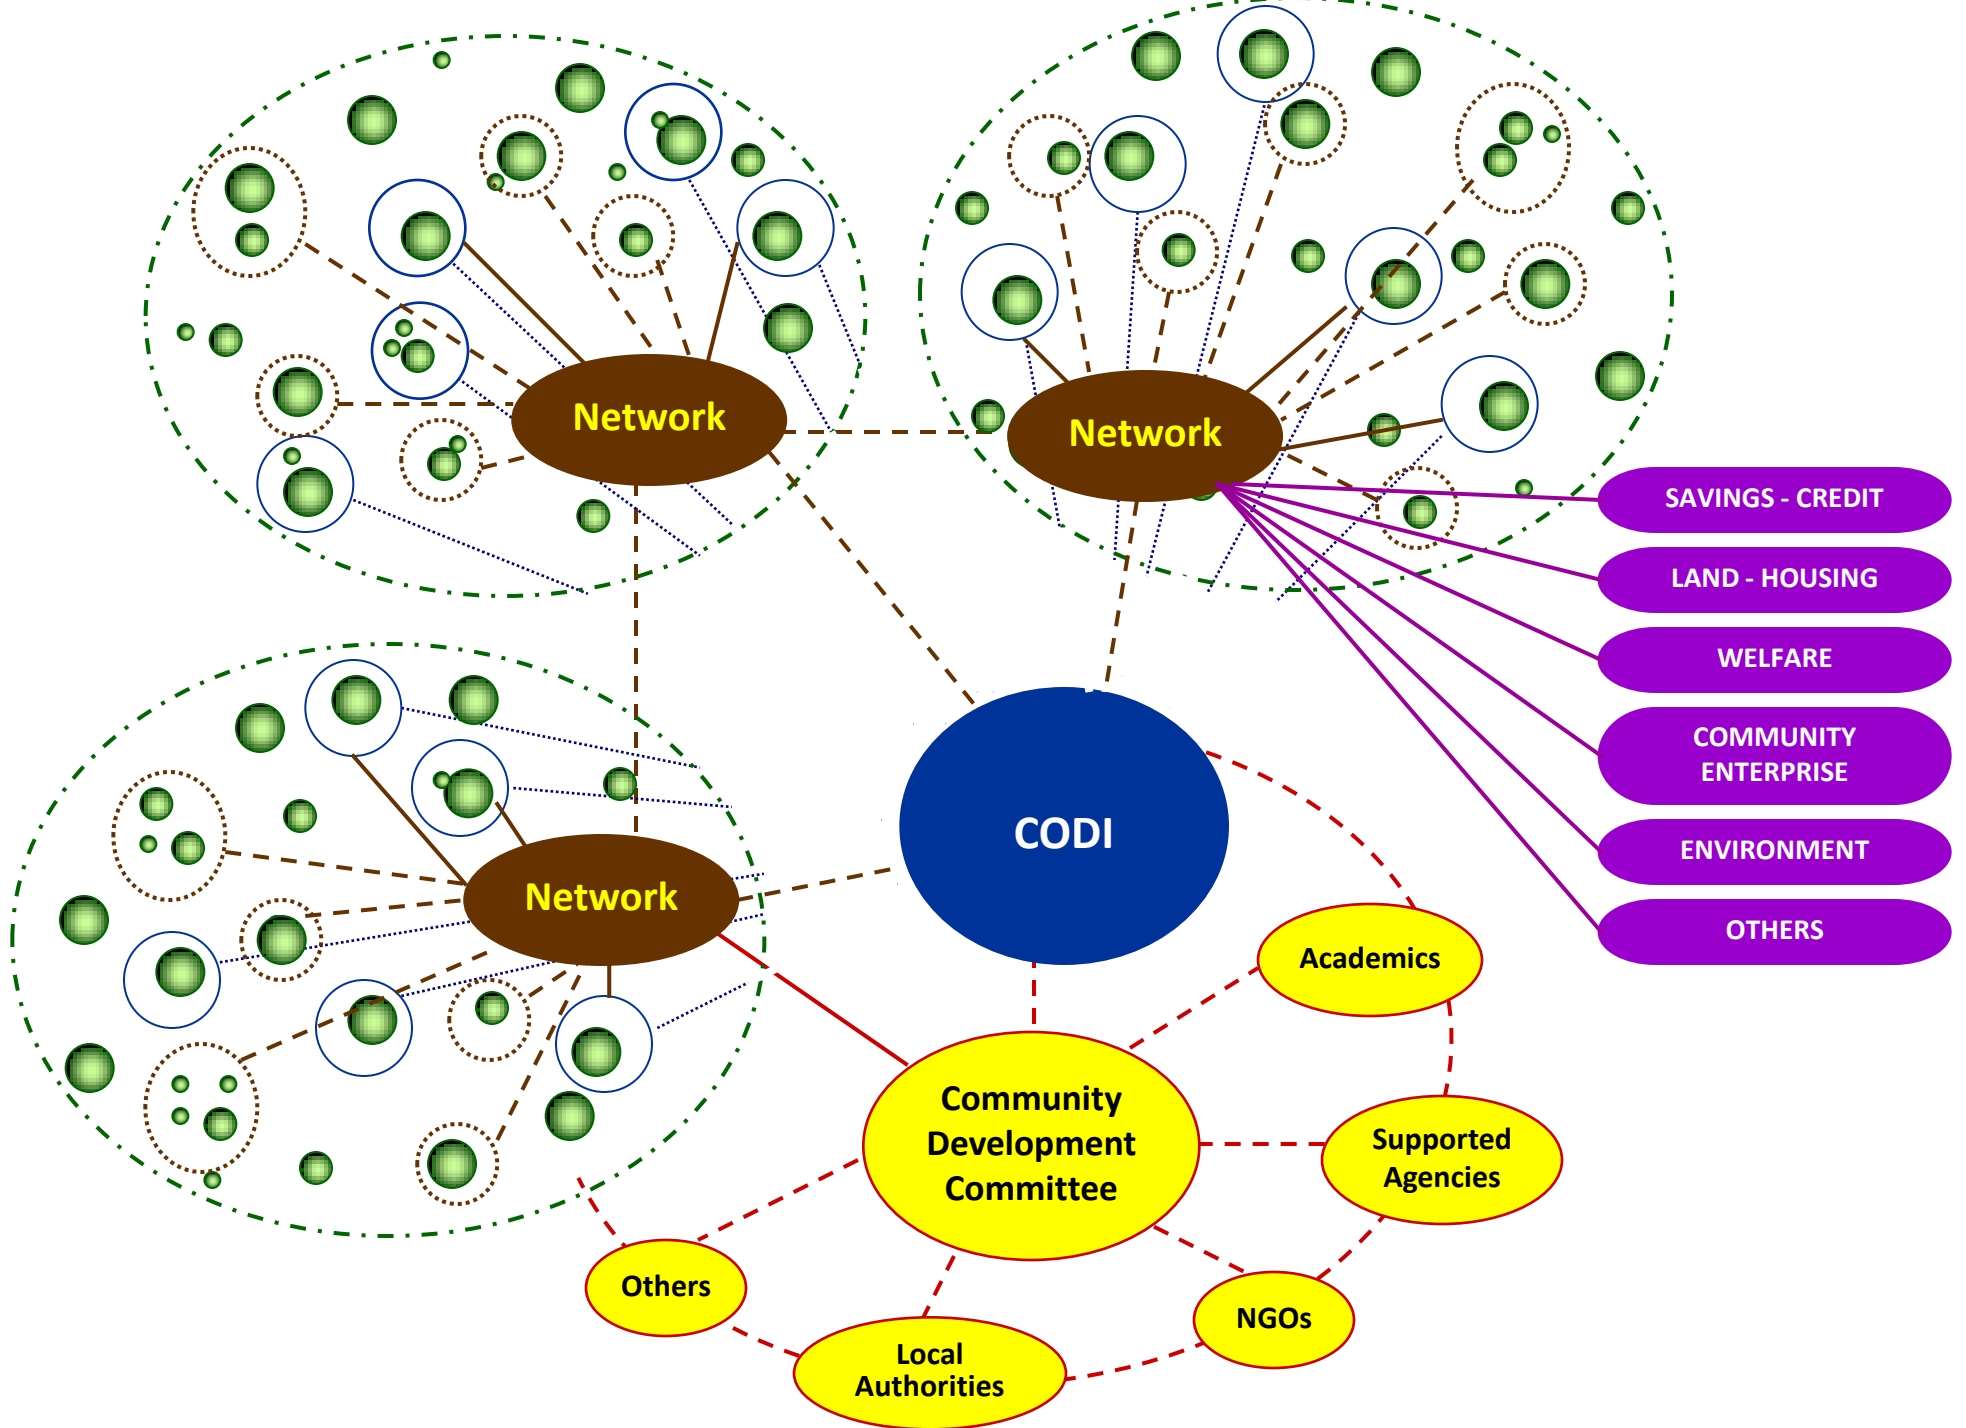 Network
Network
SAVINGS - CREDIT
LAND - HOUSING
WELFARE
COMMUNITY
ENTERPRISE
ENVIRONMENT
OTHERS
CODI
Network
Academics
Community
Development
Committee
Supported
Agencies
Others
NGOs
Local
Authorities